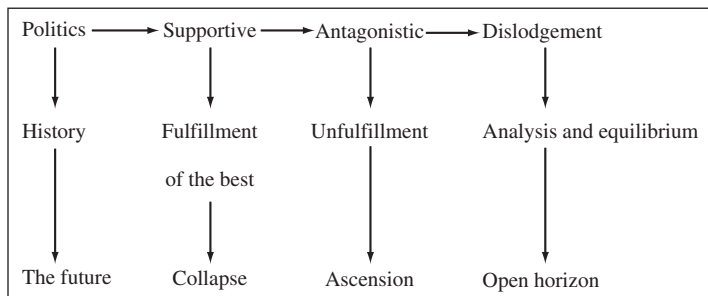 Politics Supportive Antagonistic Dislodgement
History Fulfillment Unfulfillment Analysis and equilibrium
of the best
The future Collapse Ascension Open horizon